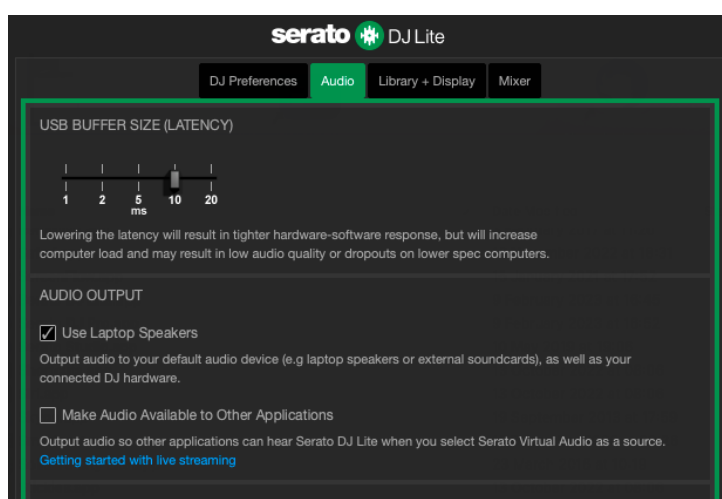 serato DJ Lite
DJ Preferences Audio Library + Display Mixer
USB BUFFER SIZE (LATENCY)
1 2 5 10 20
ms
Lowering the latency will result in tighter hardware-software response, but will increase
computer load and may result in low audio quality or dropouts on lower spec computers.
AUDIO OUTPUT
Use Laptop Speakers
Output audio to your default audio device (e.g laptop speakers or external soundcards), as well as your
connected DJ hardware.
Make Audio Available to Other Applications
Output audio so other applications can hear Serato DJ Lite when you select Serato Virtual Audio as a source.
Getting started with live streaming